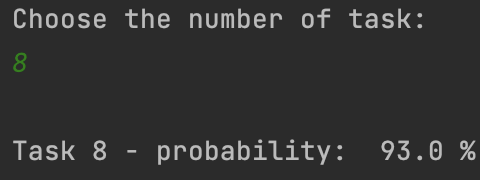 Choose the number of task:
8
Task 8 - probability:  93.0 %